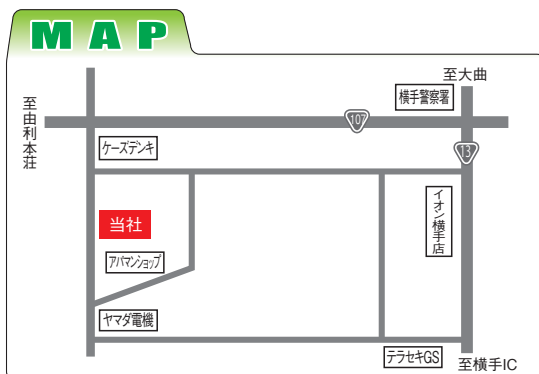 MAP
至大曲
横手警察署
至由利本荘
107
ケーズデンキ
13
イオン横手店
当社
アパマンショップ
ヤマダ電機
テラセキGS
至横手IC